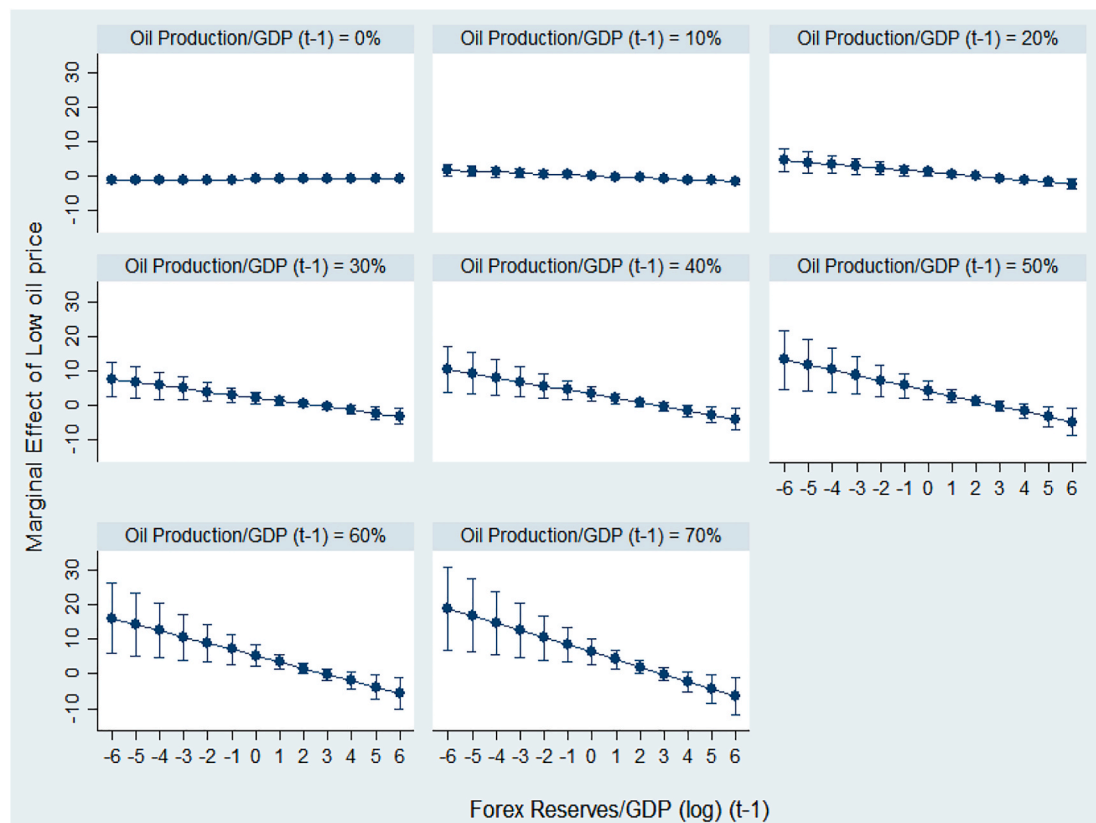 Oil Production/GDP (t-1) = 0%
Oil Production/GDP (t-1) = 10%
Oil Production/GDP (t-1) = 20%
30
20
10
0
-10
Oil Production/GDP (t-1) = 30%
Oil Production/GDP (t-1) = 40%
Oil Production/GDP (t-1) = 50%
30
20
10
0
-10
-6 -5 -4 -3 -2 -1 0 1 2 3 4 5 6
Marginal Effect of Low oil price
Oil Production/GDP (t-1) = 60%
Oil Production/GDP (t-1) = 70%
30
20
10
0
-10
-6 -5 -4 -3 -2 -1 0 1 2 3 4 5 6
-6 -5 -4 -3 -2 -1 0 1 2 3 4 5 6
Forex Reserves/GDP (log) (t-1)